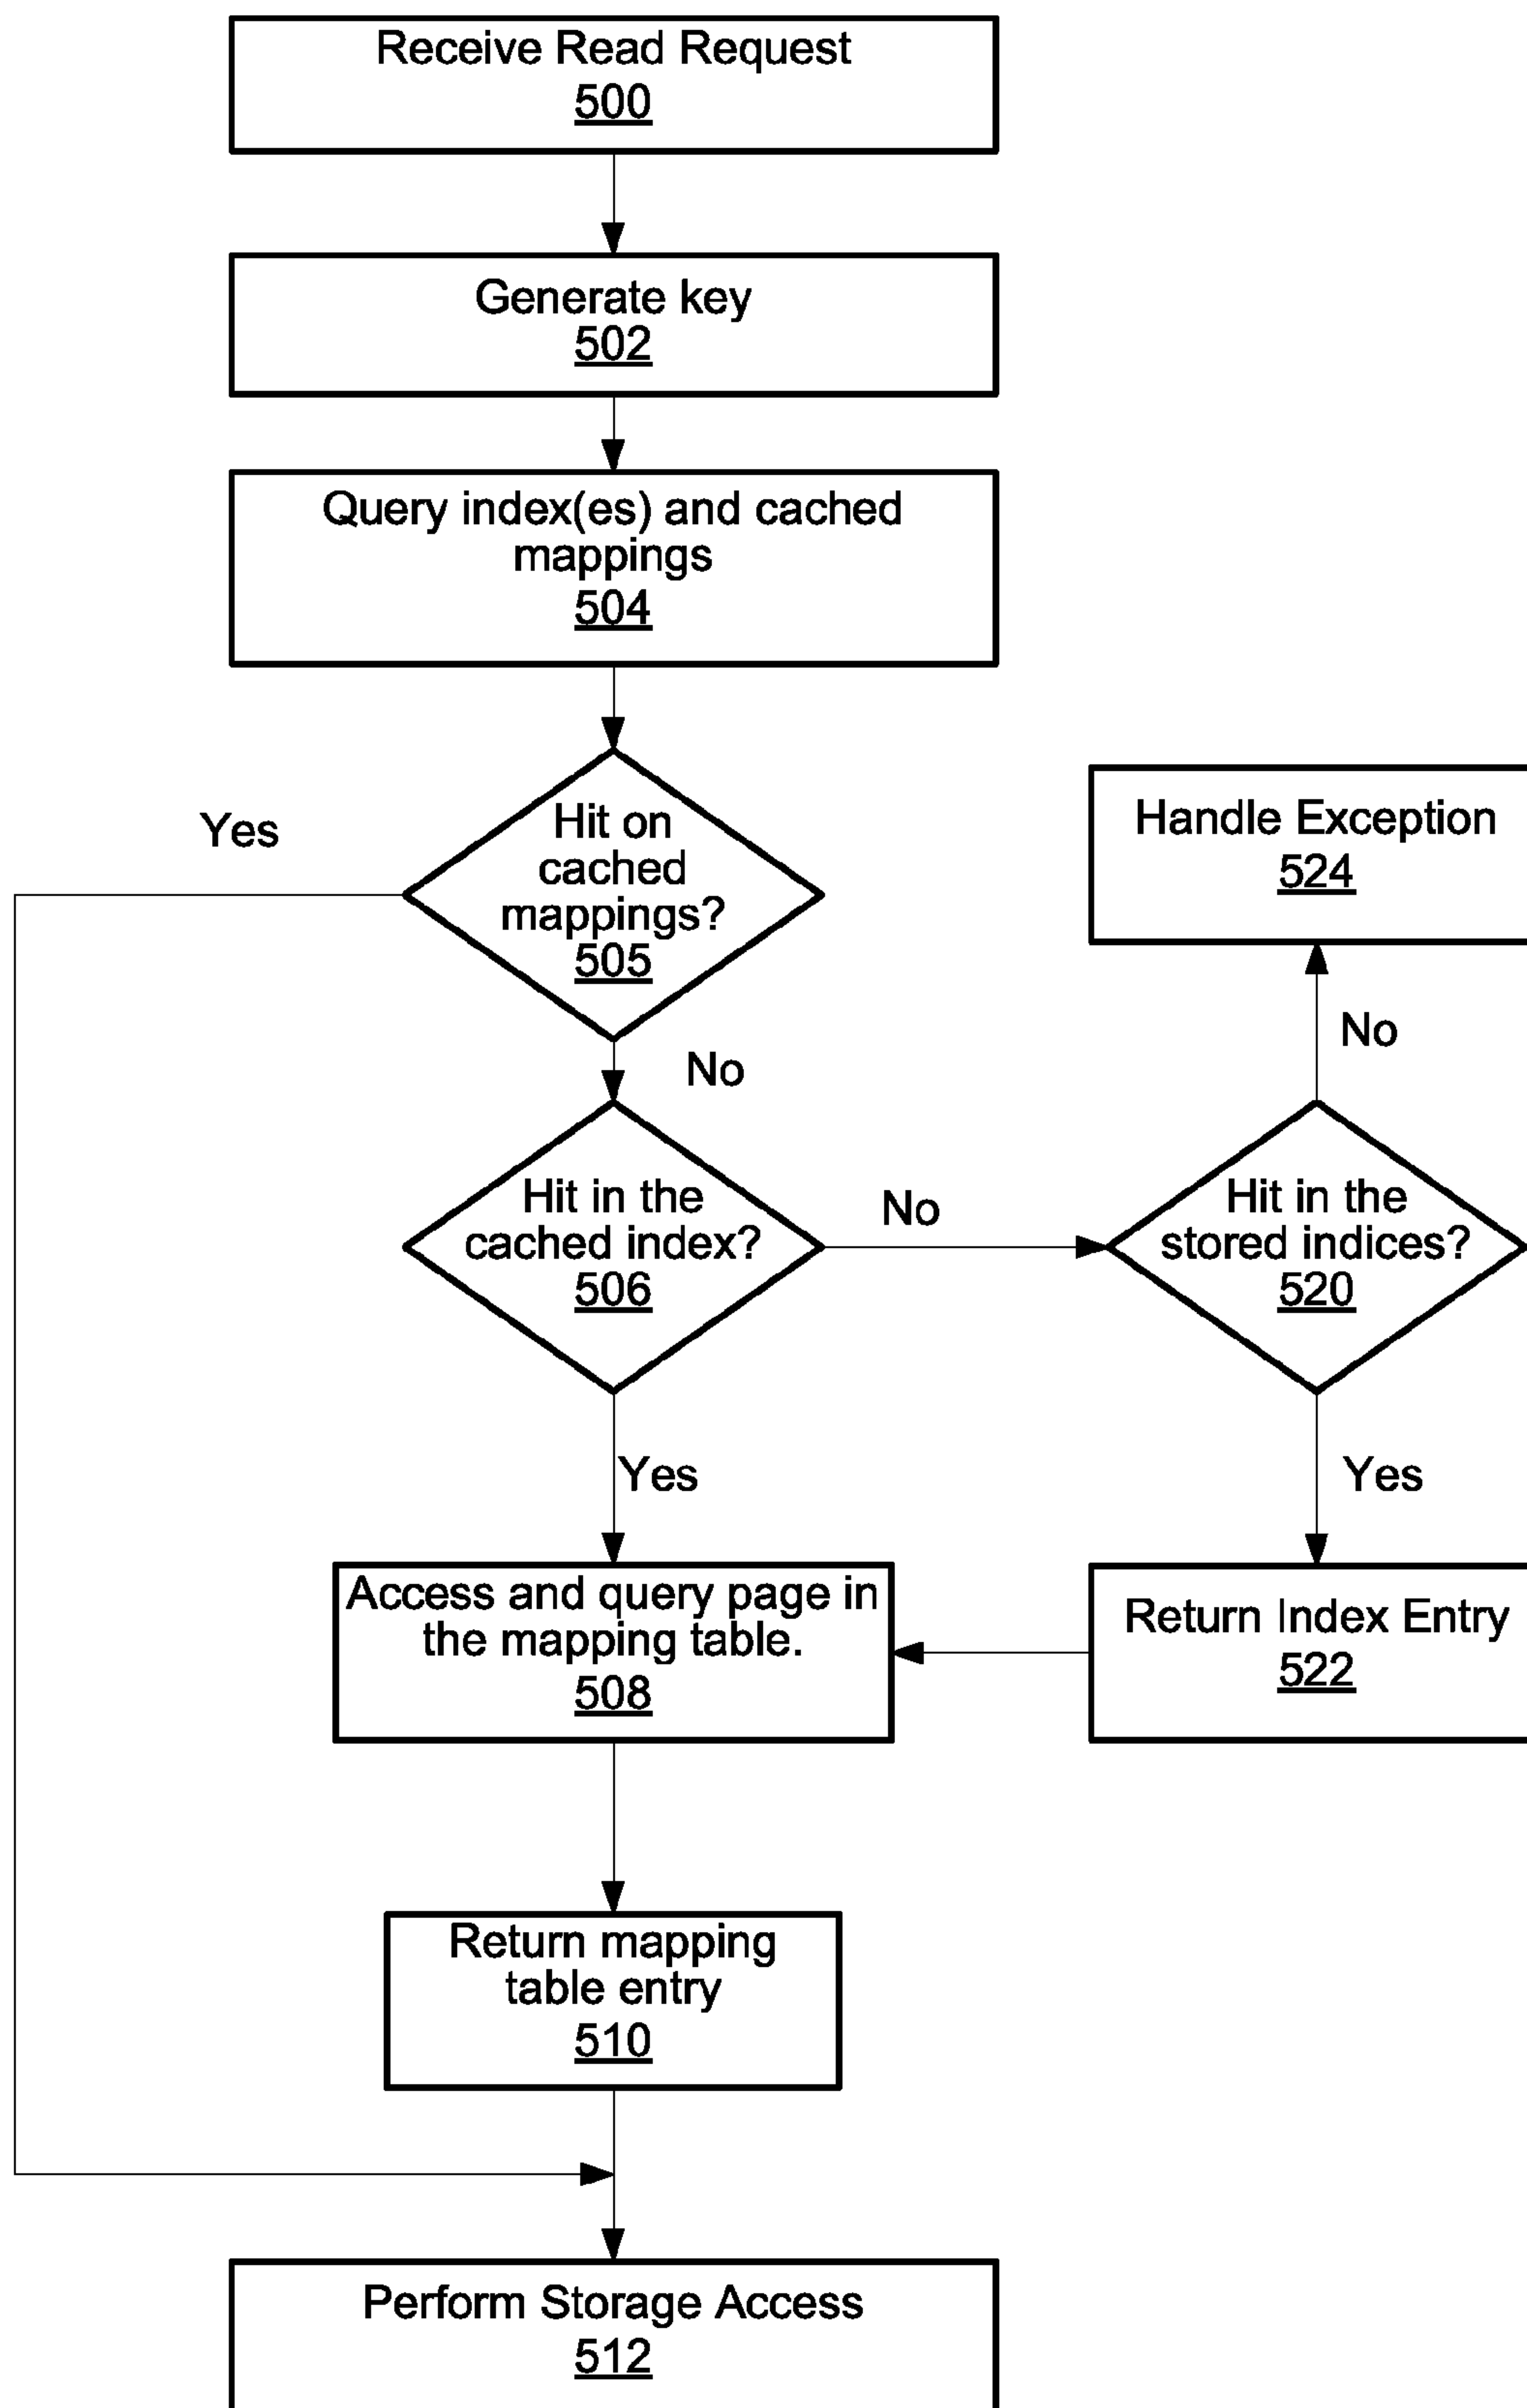 Receive Read Request
500
Generate key
502
Query index(es) and cached
mappings
504
Yes
Hit on
cached
mappings?
505
Handle Exception
524
No
No
Hit in the
cached index?
506
No
Hit in the
stored indices?
520
Yes
Yes
Access and query page in
the mapping table.
508
Return Index Entry
522
Return mapping
table entry
510
Perform Storage Access
512